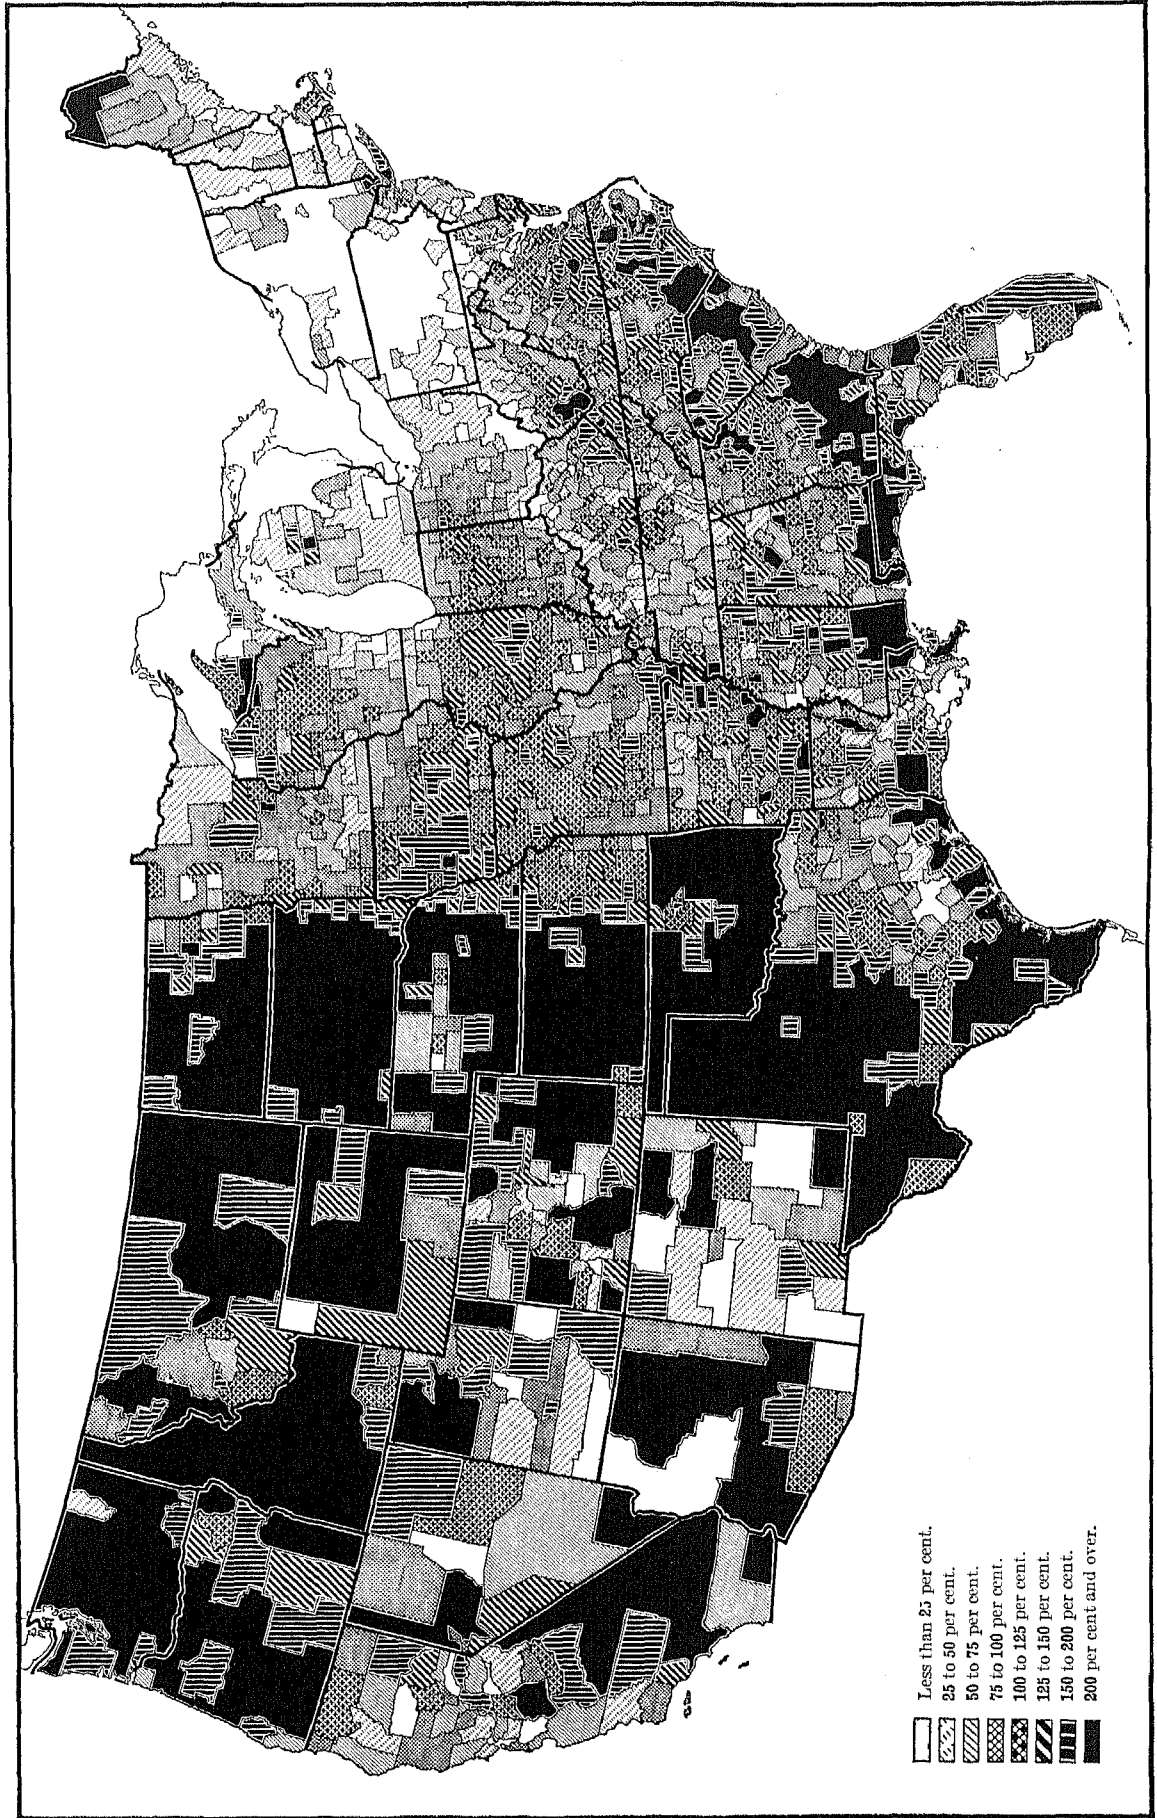 Less than 25 per cent.
25 to 50 per cent.
50 to 75 per cent.
75 to 100 per cent.
100 to 125 per cent.
125 to 150 per cent.
150 to 200 per cent.
200 per cent and over.